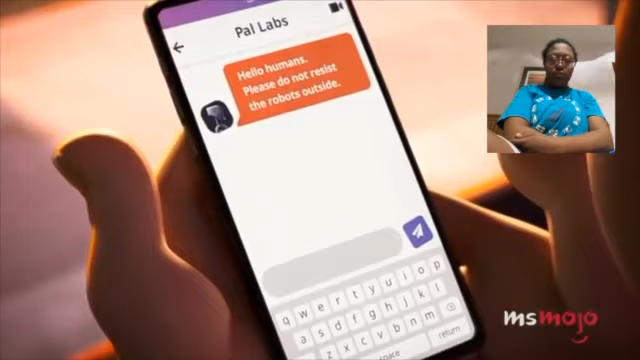 Pal Labs
Hello humans.
Please do not resist
the robots outside.
q w e r t y u i o p
a s d f g h j k l
z x c v b n m
space
return
msmojo